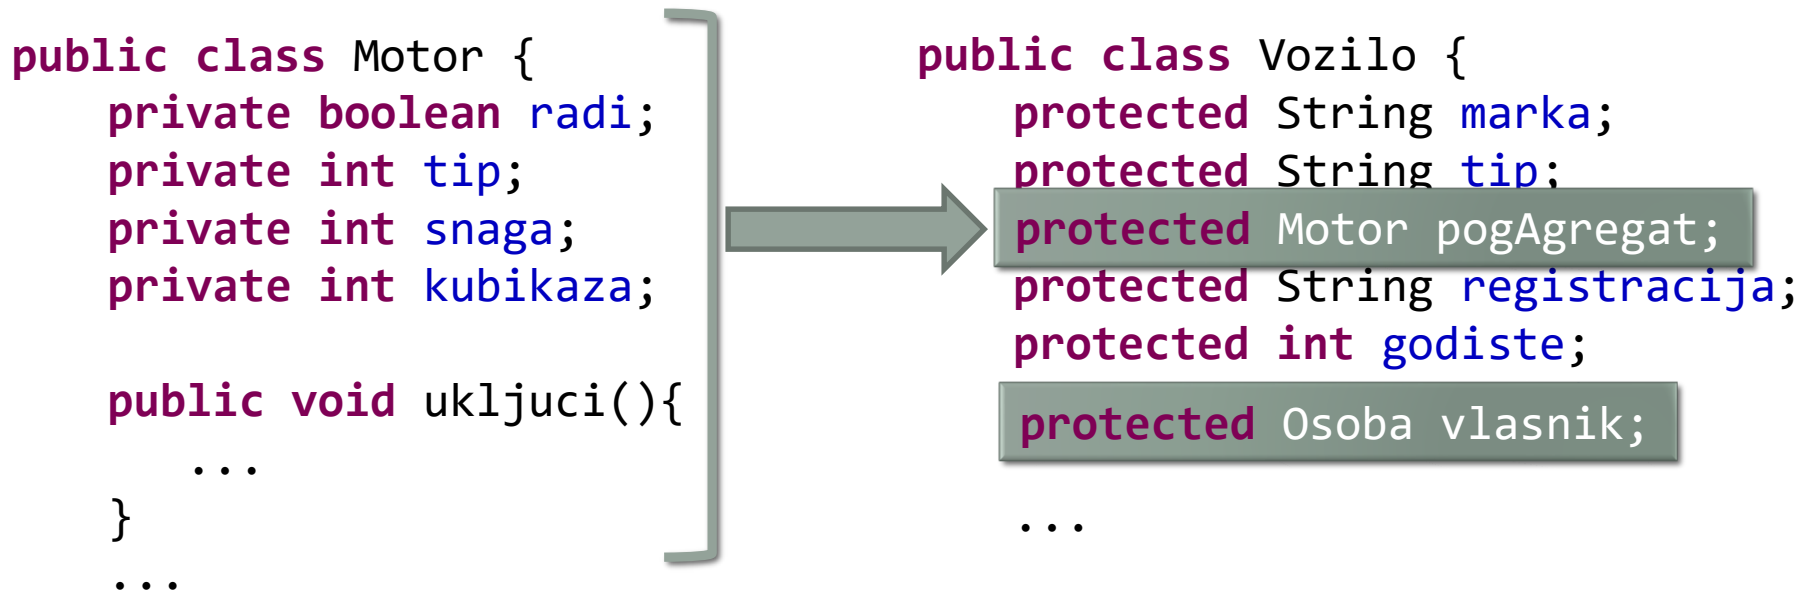 public class Motor {
private boolean radi;
private int tip;
private int snaga;
private int kubikaza;
public void ukljuci(){
...
}
...
public class Vozilo {
protected String marka;
protected String tip;
protected Motor pogAgregat;
protected String registracija;
protected int godiste;
protected Osoba vlasnik;
...